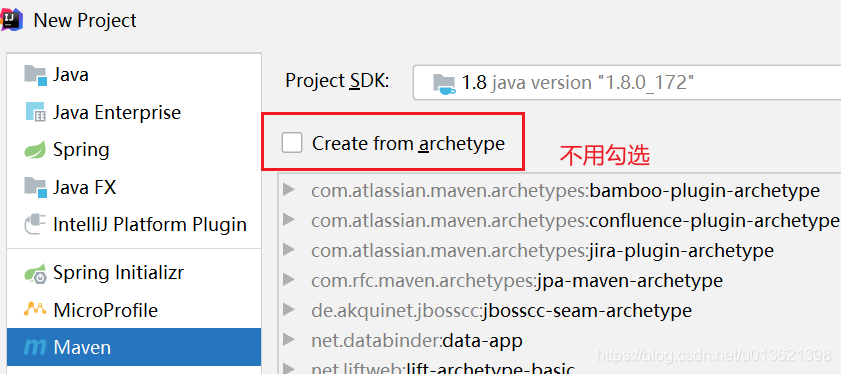 New Project
Java
Java Enterprise
Spring
Java FX
IntelliJ Platform Plugin
Spring Initializr
MicroProfile
Maven
Project SDK: 1.8 java version "1.8.0_172"
Create from archetype
不用勾选
com.atlassian.maven.archetypes:bamboo-plugin-archetype
com.atlassian.maven.archetypes:confluence-plugin-archetype
com.atlassian.maven.archetypes:jira-plugin-archetype
com.rfc.maven.archetypes:jpa-maven-archetype
de.akquinet.jbosscc:jbosscc-seam-archetype
net.databinder:data-app
net.liftweb:lift-archetype-basic
https://blog.csdn.net/u013621398